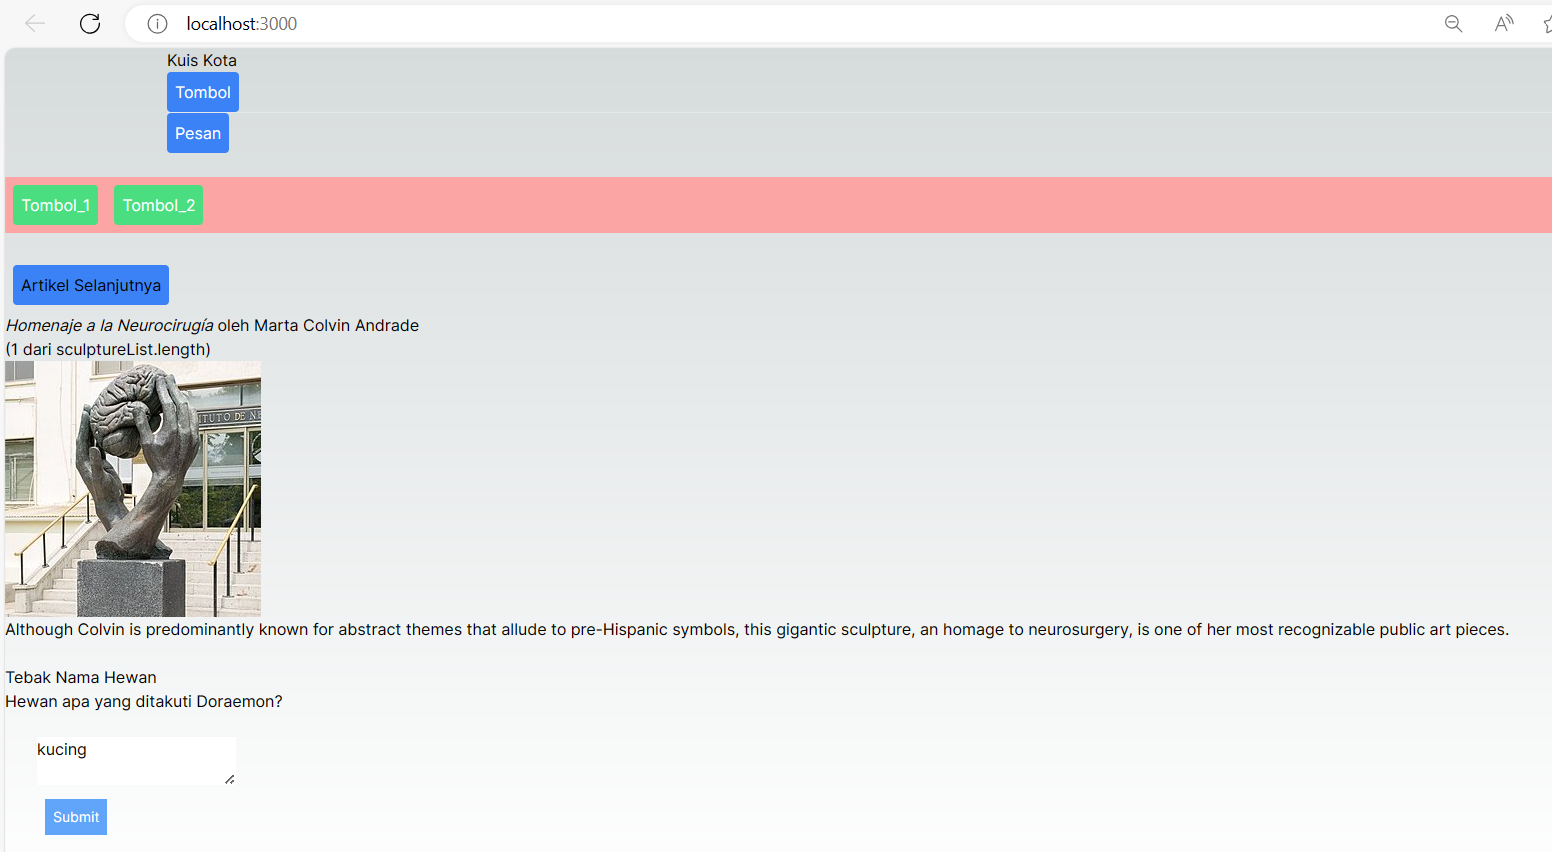 localhost:3000
Kuis Kota
Tombol
Pesan
Tombol_1 Tombol_2
Artikel Selanjutnya
Homenaje a la Neurocirugía oleh Marta Colvin Andrade
(1 dari sculptureList.length)
ITUTO DE NE
Although Colvin is predominantly known for abstract themes that allude to pre-Hispanic symbols, this gigantic sculpture, an homage to neurosurgery, is one of her most recognizable public art pieces.
Tebak Nama Hewan
Hewan apa yang ditakuti Doraemon?
kucing
Submit